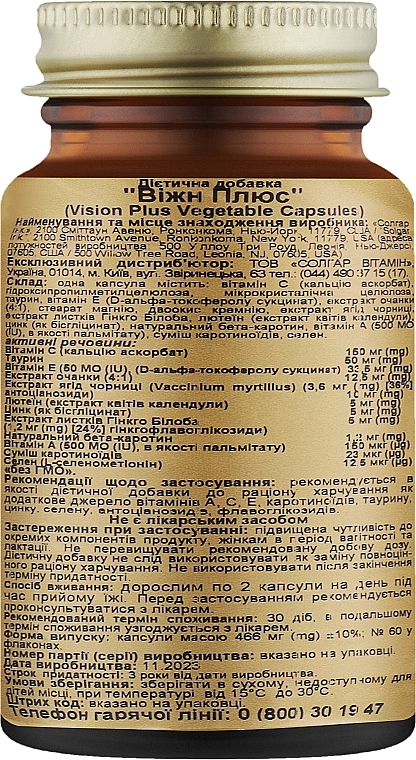 Дієтична добавка
"Віжн Плюс"
(Vision Plus Vegetable Capsules)
Найменування та місце знаходження виробника: «Солгар
2100 Сміттаун Авеню, Ронконкома, Нью-Йорк, 11779, США / Solgar
2100 Smithtown Avenue, Ronkonkoma, New York 11779, USA (адреса
потужностей виробництва 500 Уіллоу Трі Роуд, Леонія, Нью-Джерсі,
07605 США / 500 Willow Tree Road, Leonia, NJ, 07605, USA)
Ексклюзивний дистриб'ютор: ТОВ «СОЛГАР ВІТАМІН»
Україна, 01014, м. Київ, вул. Звіринецька, 63 тел.: (044) 490 37 15 (17).
Склад: одна капсула містить: вітамін С (кальцію аскорбат),
гідроксипропілметилцелюлоза, мікрокристалічна целюлоза,
таурин, вітамін Е (D-альфа-токоферолу сукцинат), екстракт очанки
(4:1), стеарат магнію, двоокис кремнію, екстракт ягід чорниці,
екстракт листків Гінкго Білоба, лютеїн (екстракт квітів календули),
цинк (як бісгліцинат), натуральний бета-каротин, вітамін А (500 МО
(IU), в якості пальмітату), суміш каротиноїдів, селен.
Активні речовини:
Вітамін С (кальцію аскорбат) 150 мг (mg)
Таурин 50 мг (mg)
Вітамін Е (50 МО (IU) (D-альфа-токоферолу сукцинат) 33,5 мг (mg)
Екстракт очанки (4:1) 12.5 мг (mg)
Екстракт ягід чорниці (Vaccinium myrtillus) (3,6 мг (mg) (36%)
антоціанозиди) 10 мг (mg)
Лютеїн (екстракт квітів календули) 5 мг (mg)
Цинк (як бісгліцинат) 5 мг (mg)
Екстракт листків Гінкго Білоба 5 мг (mg)
(1,2 мг (mg) (24%) гінкгофлавоглікозиди)
Натуральний бета-каротин 1,2 мг (mg)
Вітамін А (500 МО (IU), в якості пальмітату) 150 мкг (µg)
Суміш каротиноїдів 23 мкг (µg)
Селен (L-селенометіонін) 12.5 мкг (µg)
«без ГМО».
Рекомендації щодо застосування: рекомендується в
якості дієтичної добавки до раціону харчування як
додаткове джерело вітамінів А, С, Е, каротиноїдів, таурину,
цинку, селену, антоціанозидів, флавоглікозидів.
Не є лікарським засобом
Застереження при застосуванні: підвищена чутливість до
окремих компонентів продукту, жінкам в період вагітності та
лактації. Не перевищувати рекомендовану добову дозу.
Дієтичну добавку не слід використовувати як заміну повноцін-
ного раціону харчування. Не використовувати після закінчення
терміну придатності.
Спосіб вживання: дорослим по 2 капсули на день під
час прийому їжі. Перед застосуванням рекомендується
проконсультуватися з лікарем.
Рекомендований термін споживання: 30 діб, в подальшому
термін споживання узгоджується з лікарем.
Форма випуску: капсули масою 466 мг (mg) ±10%; № 60 у
флаконах.
Номер партії (серії) виробництва: вказано на упаковці.
Дата виробництва: 11.2023
Строк придатності: 3 роки від дати виробництва.
Умови зберігання: зберігати в сухому, недоступному для
дітей місці, при температурі від 15°С до 30°С.
Штрих код: вказано на упаковці.
Телефон гарячої лінії: 0 (800) 30 19 47